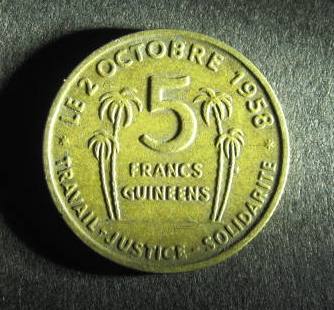 LE 2 OCTOBRE 1958
5
FRANCS
GUINEENS
TRAVAIL - JUSTICE - SOLIDARITE